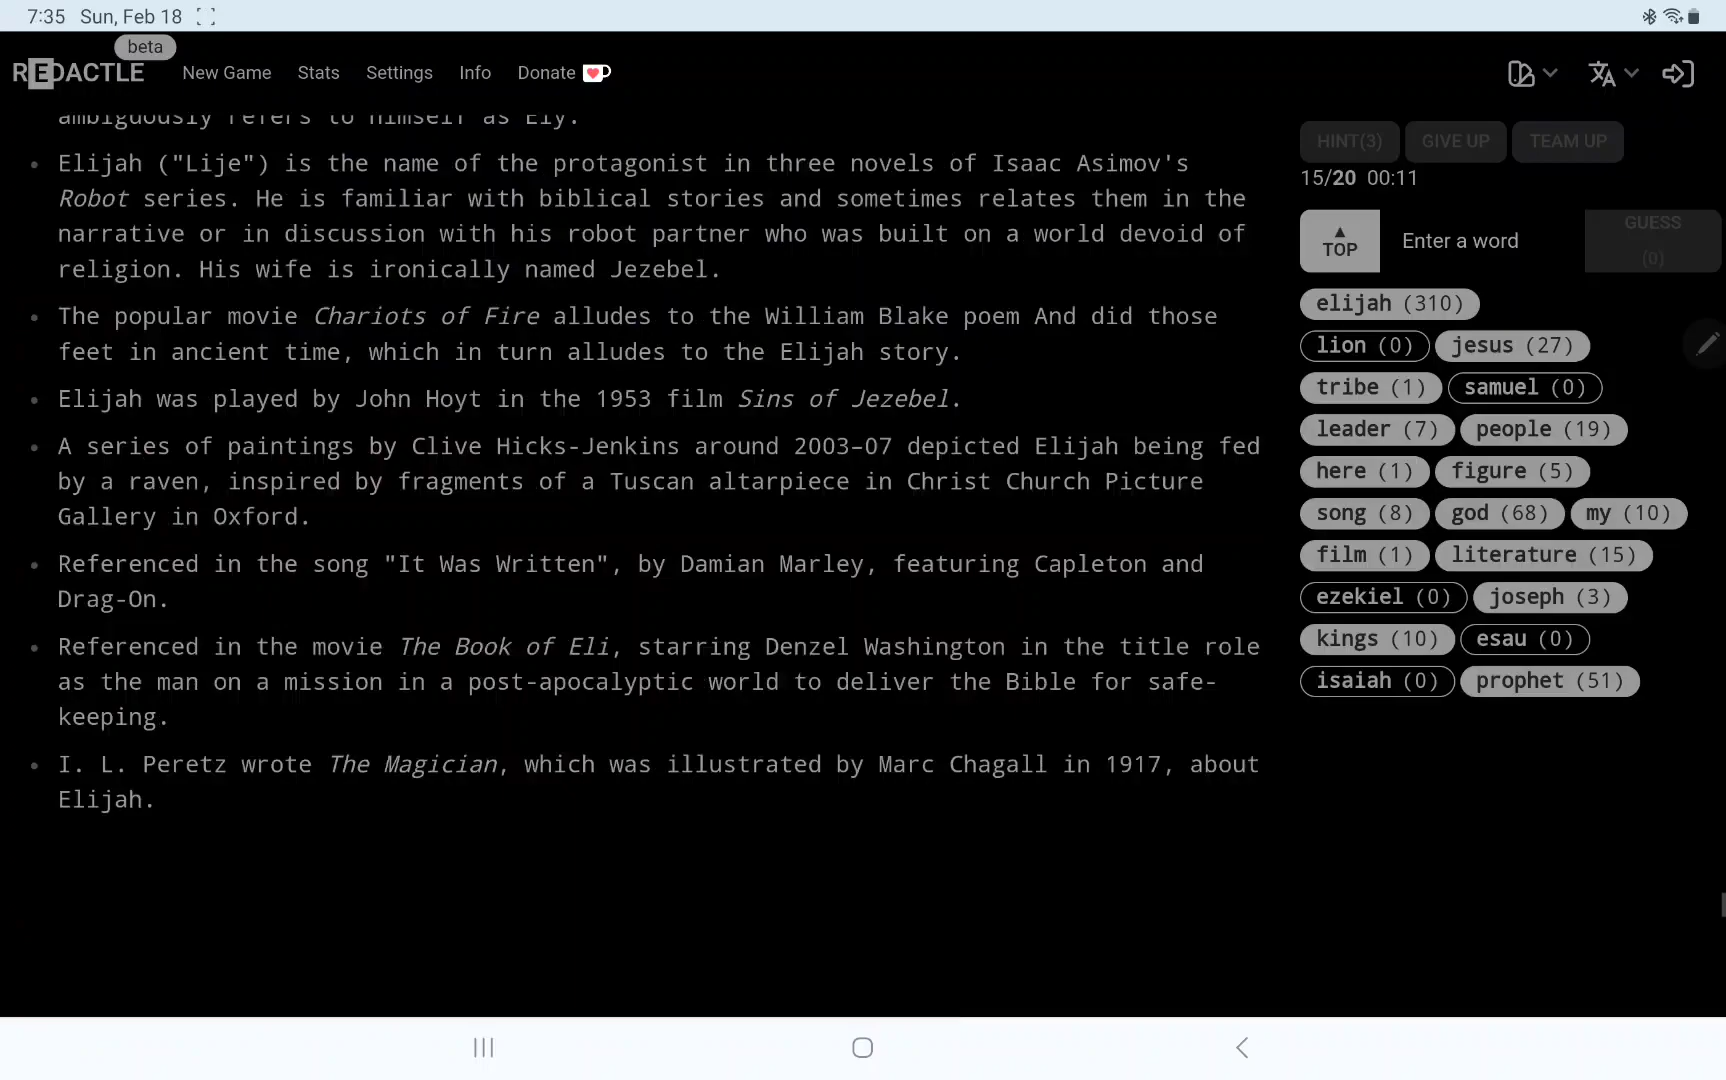 7:35 Sun, Feb 18
beta
REDACTLE New Game Stats Settings Info Donate
ambiguously refers to himself as Ely.
Elijah ("Lije") is the name of the protagonist in three novels of Isaac Asimov's
Robot series. He is familiar with biblical stories and sometimes relates them in the
narrative or in discussion with his robot partner who was built on a world devoid of
religion. His wife is ironically named Jezebel.
The popular movie Chariots of Fire alludes to the William Blake poem And did those
feet in ancient time, which in turn alludes to the Elijah story.
Elijah was played by John Hoyt in the 1953 film Sins of Jezebel.
A series of paintings by Clive Hicks-Jenkins around 2003–07 depicted Elijah being fed
by a raven, inspired by fragments of a Tuscan altarpiece in Christ Church Picture
Gallery in Oxford.
Referenced in the song "It Was Written", by Damian Marley, featuring Capleton and
Drag-On.
Referenced in the movie The Book of Eli, starring Denzel Washington in the title role
as the man on a mission in a post-apocalyptic world to deliver the Bible for safe-
keeping.
I. L. Peretz wrote The Magician, which was illustrated by Marc Chagall in 1917, about
Elijah.
HINT(3) GIVE UP TEAM UP
15/20 00:11
▲
TOP
Enter a word
GUESS
(0)
elijah (310)
lion (0) jesus (27)
tribe (1) samuel (0)
leader (7) people (19)
here (1) figure (5)
song (8) god (68) my (10)
film (1) literature (15)
ezekiel (0) joseph (3)
kings (10) esau (0)
isaiah (0) prophet (51)